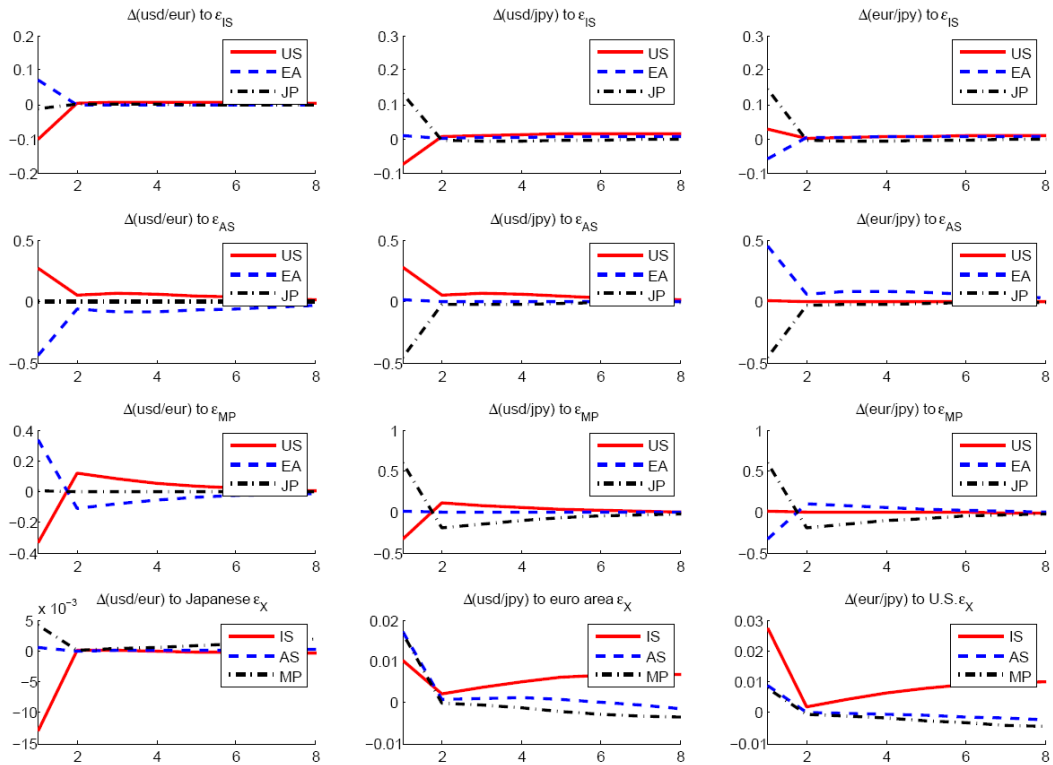 Δ(usd/eur) to ε_IS Δ(usd/jpy) to ε_IS Δ(eur/jpy) to ε_IS
0.2 0.3 0.3
US US US
0.1 EA 0.2 EA 0.2 EA
JP JP JP
0 0.1 0.1
−0.1 0 0
−0.2 −0.1 −0.1
2 4 6 8 2 4 6 8 2 4 6 8
Δ(usd/eur) to ε_AS Δ(usd/jpy) to ε_AS Δ(eur/jpy) to ε_AS
0.5 0.5 0.5
US US US
EA EA EA
JP JP JP
0 0 0
−0.5 −0.5 −0.5
2 4 6 8 2 4 6 8 2 4 6 8
Δ(usd/eur) to ε_MP Δ(usd/jpy) to ε_MP Δ(eur/jpy) to ε_MP
0.4 1 1
US US US
0.2 EA 0.5 EA 0.5 EA
JP JP JP
0 0 0
−0.2
−0.4 −0.5 −0.5
2 4 6 8 2 4 6 8 2 4 6 8
x 10⁻³ Δ(usd/eur) to Japanese ε_X Δ(usd/jpy) to euro area ε_X Δ(eur/jpy) to U.S. ε_X
5 0.02 0.03
IS IS IS
0 AS 0.01 AS 0.02 AS
MP MP MP
−5 0.01
−10 0 0
−15 −0.01 −0.01
2 4 6 8 2 4 6 8 2 4 6 8